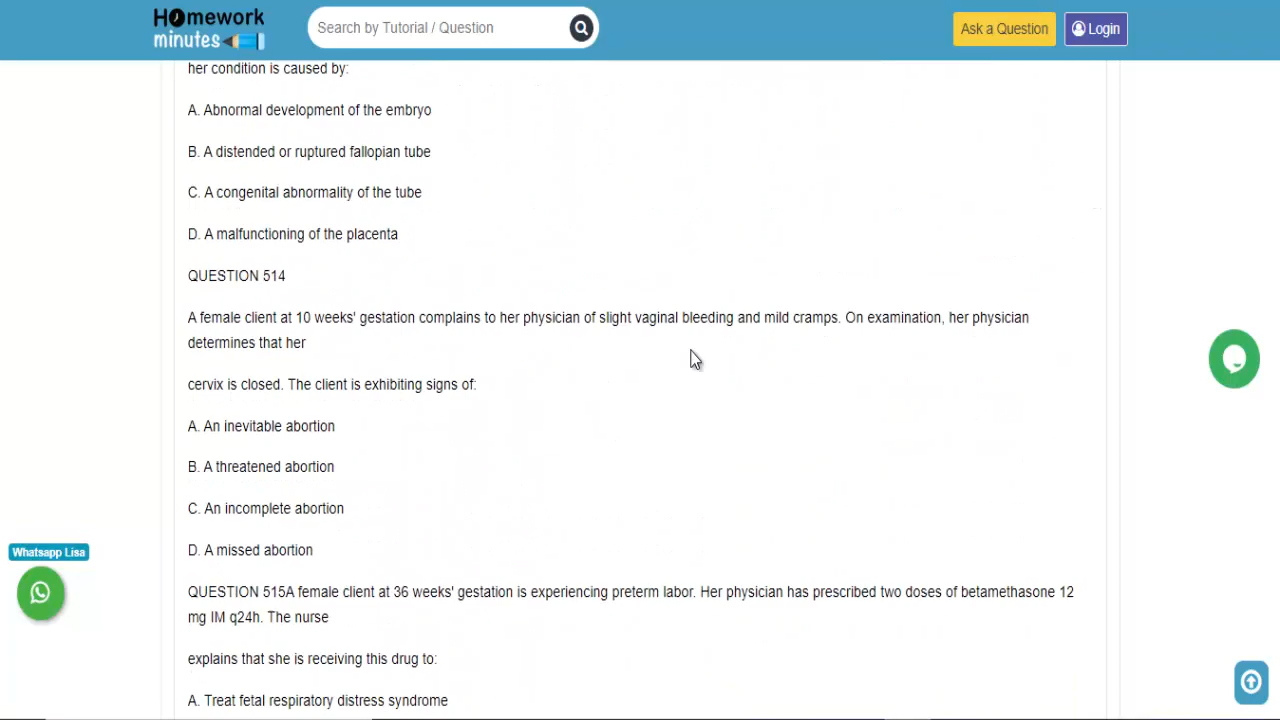 Homework
minutes
Search by Tutorial / Question
Ask a Question
Login
her condition is caused by:
A. Abnormal development of the embryo
B. A distended or ruptured fallopian tube
C. A congenital abnormality of the tube
D. A malfunctioning of the placenta
QUESTION 514
A female client at 10 weeks' gestation complains to her physician of slight vaginal bleeding and mild cramps. On examination, her physician
determines that her
cervix is closed. The client is exhibiting signs of:
A. An inevitable abortion
B. A threatened abortion
C. An incomplete abortion
D. A missed abortion
Whatsapp Lisa
QUESTION 515A female client at 36 weeks' gestation is experiencing preterm labor. Her physician has prescribed two doses of betamethasone 12
mg IM q24h. The nurse
explains that she is receiving this drug to:
A. Treat fetal respiratory distress syndrome